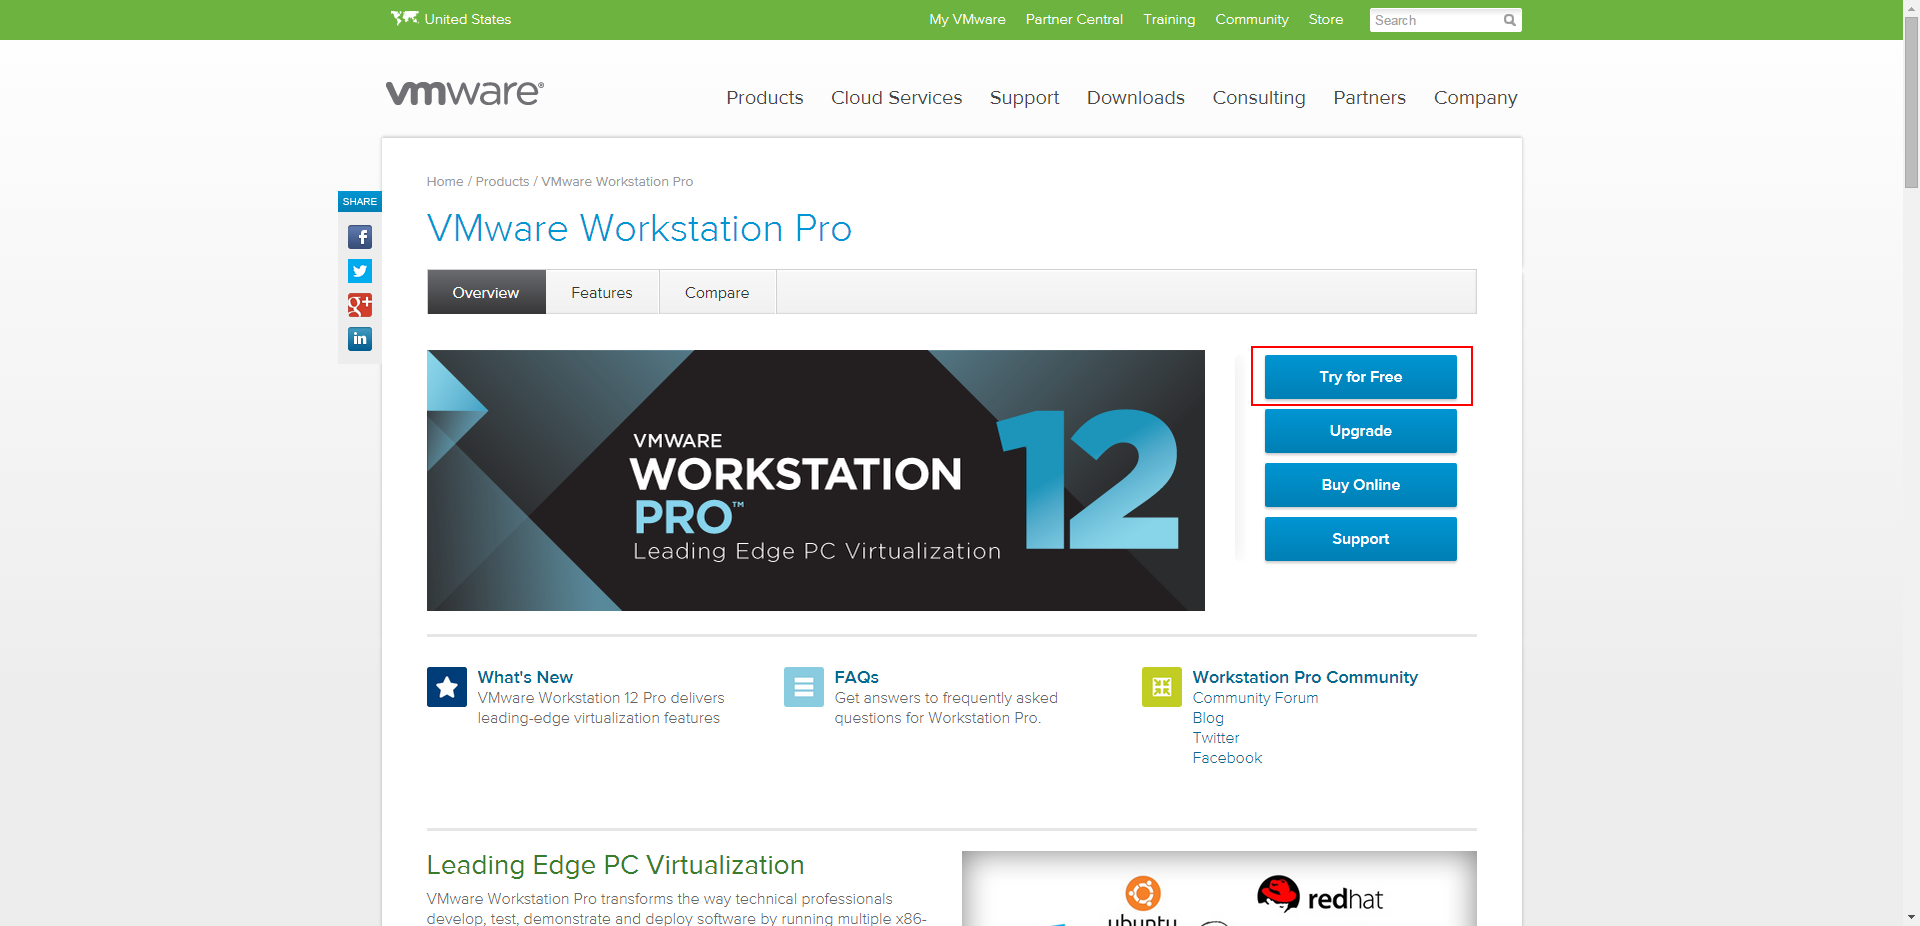 United States
My VMware Partner Central Training Community Store Search
vmware®
Products Cloud Services Support Downloads Consulting Partners Company
Home / Products / VMware Workstation Pro
SHARE
VMware Workstation Pro
f
g+
in
Overview Features Compare
VMWARE
WORKSTATION
PRO™
12
Leading Edge PC Virtualization
Try for Free
Upgrade
Buy Online
Support
What's New
VMware Workstation 12 Pro delivers
leading-edge virtualization features
FAQs
Get answers to frequently asked
questions for Workstation Pro.
Workstation Pro Community
Community Forum
Blog
Twitter
Facebook
Leading Edge PC Virtualization
VMware Workstation Pro transforms the way technical professionals
develop, test, demonstrate and deploy software by running multiple x86-
ubuntu
redhat